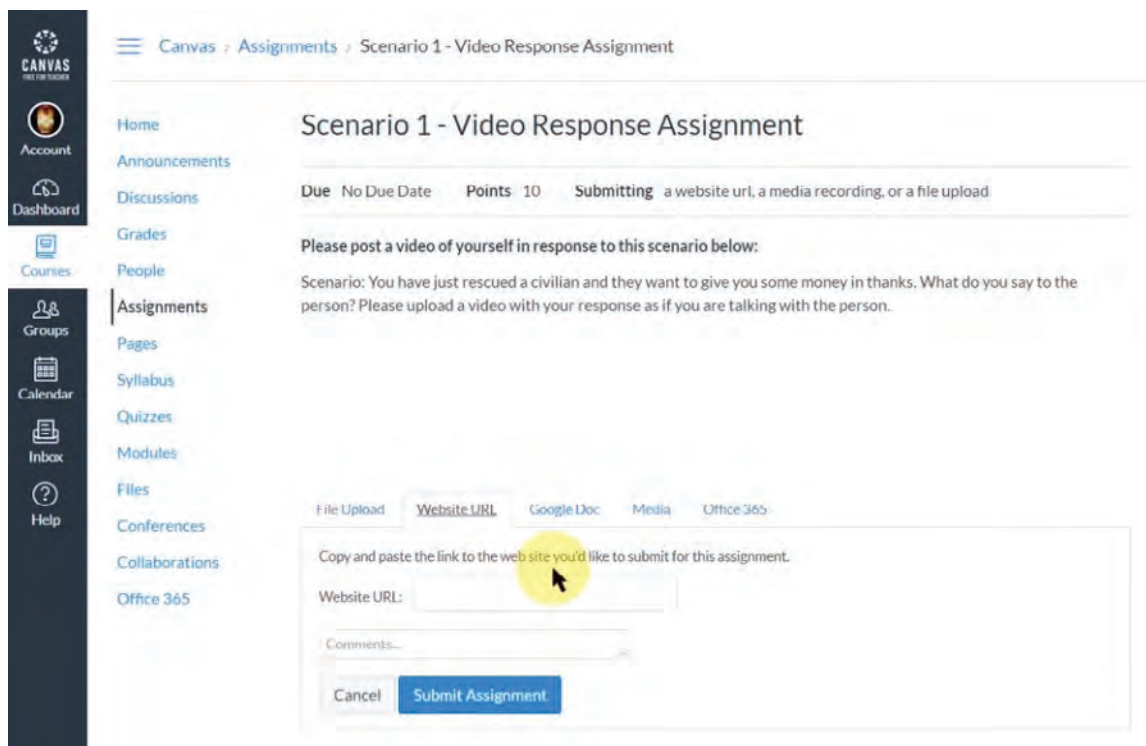 CANVAS
FREE FOR TEACHER
Account
Dashboard
Courses
Groups
Calendar
Inbox
Help
Canvas › Assignments › Scenario 1 - Video Response Assignment
Home
Announcements
Discussions
Grades
People
Assignments
Pages
Syllabus
Quizzes
Modules
Files
Conferences
Collaborations
Office 365
Scenario 1 - Video Response Assignment
Due No Due Date Points 10 Submitting a website url, a media recording, or a file upload
Please post a video of yourself in response to this scenario below:
Scenario: You have just rescued a civilian and they want to give you some money in thanks. What do you say to the
person? Please upload a video with your response as if you are talking with the person.
File Upload Website URL Google Doc Media Office 365
Copy and paste the link to the web site you'd like to submit for this assignment.
Website URL:
Comments...
Cancel Submit Assignment